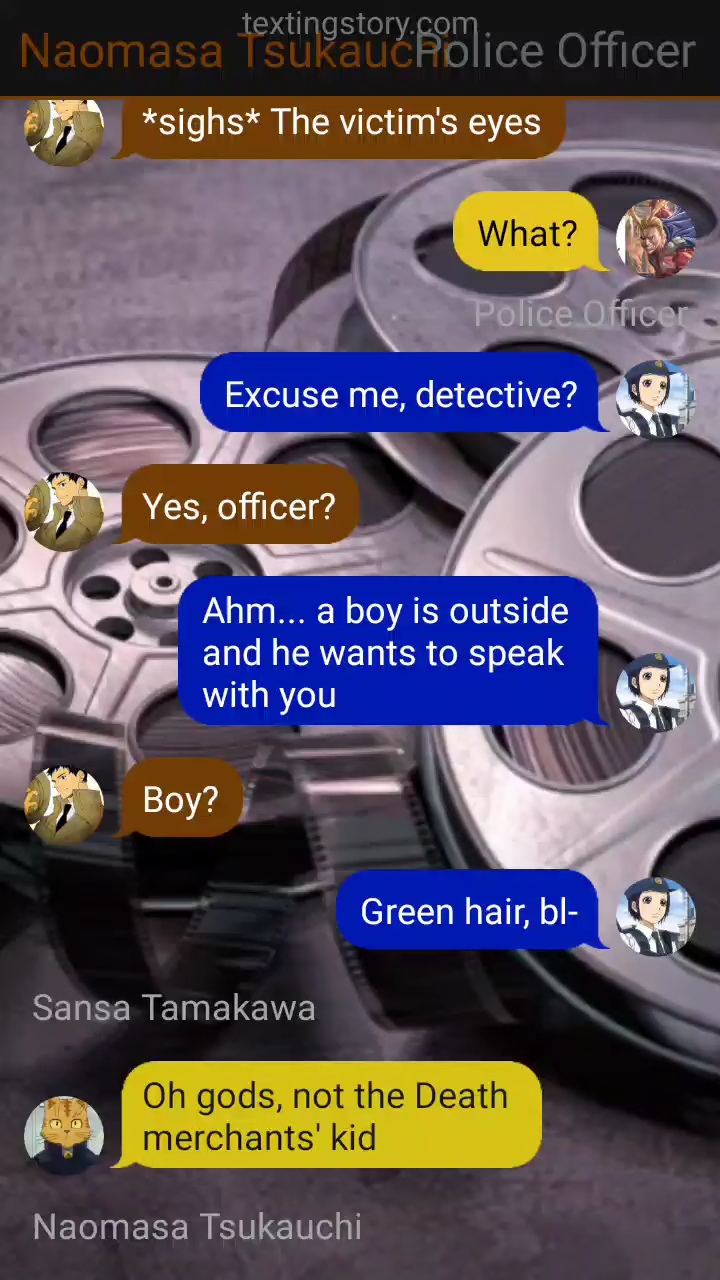 textingstory.com
Naomasa Tsukauchi
Police Officer
*sighs* The victim's eyes
What?
Police Officer
Excuse me, detective?
Yes, officer?
Ahm... a boy is outside
and he wants to speak
with you
Boy?
Green hair, bl-
Sansa Tamakawa
Oh gods, not the Death
merchants' kid
Naomasa Tsukauchi